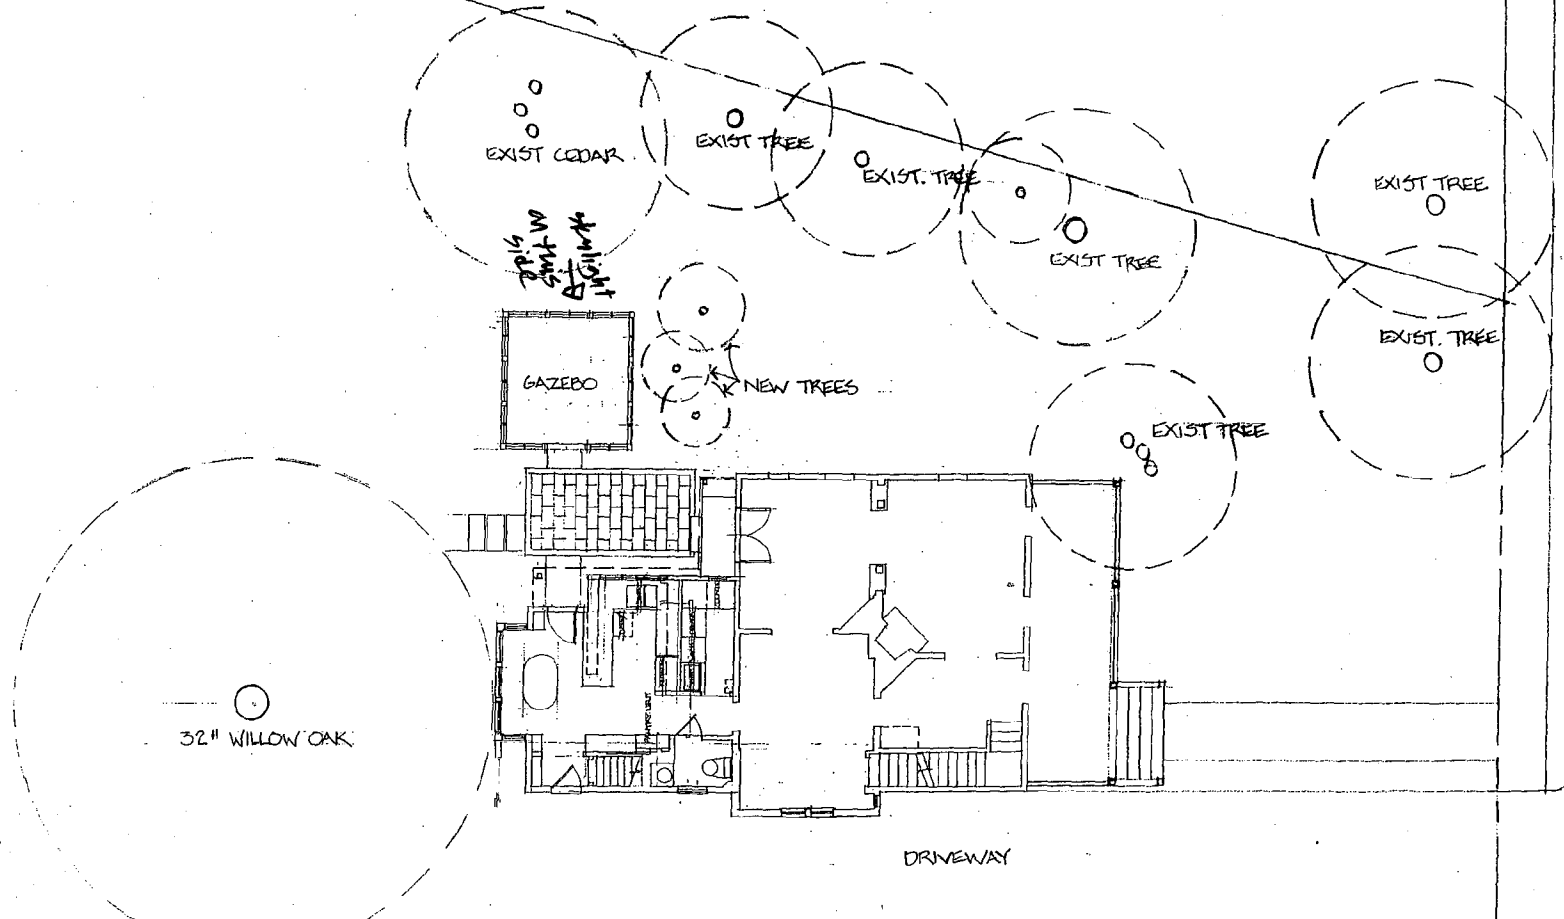 EXIST CEDAR
EXIST TREE
EXIST. TREE
EXIST TREE
EXIST TREE
EXIST. TREE
EXIST TREE
side
GAZEBO
NEW TREES
32" WILLOW OAK
DRIVEWAY